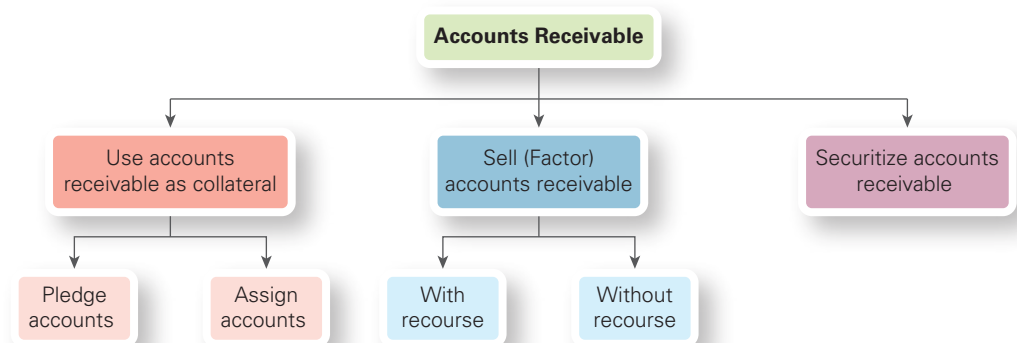 Accounts Receivable
Use accounts
receivable as collateral
Sell (Factor)
accounts receivable
Securitize accounts
receivable
Pledge
accounts
Assign
accounts
With
recourse
Without
recourse